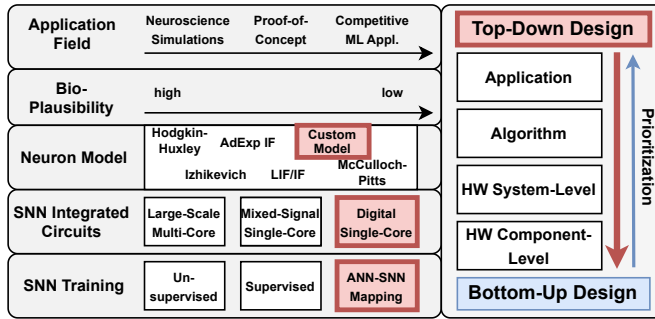 Application
Field
Neuroscience
Simulations
Proof-of-
Concept
Competitive
ML Appl.
Bio-
Plausibility
high
low
Neuron Model
Hodgkin-
Huxley
AdExp IF
Custom
Model
Izhikevich
LIF/IF
McCulloch-
Pitts
SNN Integrated
Circuits
Large-Scale
Multi-Core
Mixed-Signal
Single-Core
Digital
Single-Core
SNN Training
Un-
supervised
Supervised
ANN-SNN
Mapping
Top-Down Design
Application
Algorithm
HW System-Level
HW Component-
Level
Bottom-Up Design
Prioritization